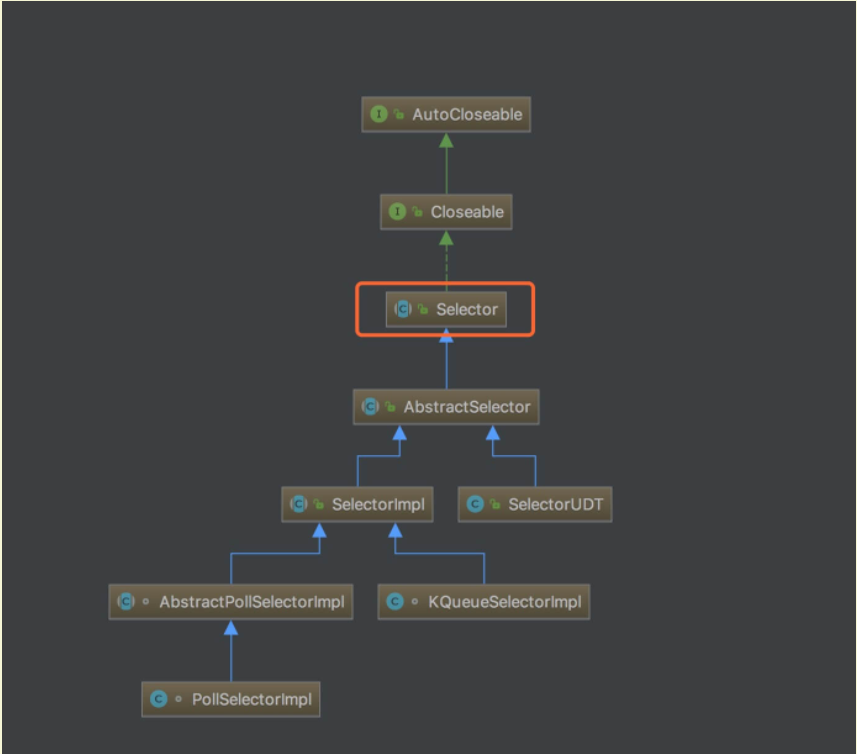 AutoCloseable
Closeable
Selector
AbstractSelector
SelectorImpl
SelectorUDT
AbstractPollSelectorImpl
KQueueSelectorImpl
PollSelectorImpl